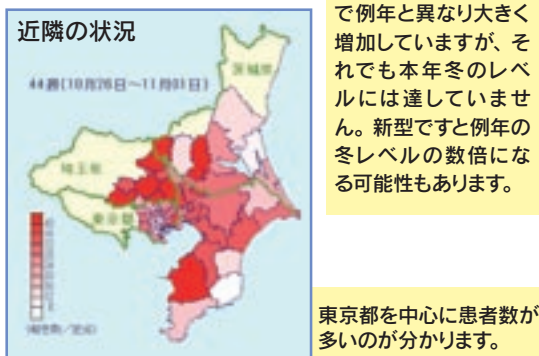 近隣の状況
44週(10月26日～11月01日)
茨城県
埼玉県
東京都
(報告数／定点)
で例年と異なり大きく
増加していますが、そ
れでも本年冬のレベ
ルには達していませ
ん。新型ですと例年の
冬レベルの数倍にな
る可能性もあります。
東京都を中心に患者数が
多いのが分かります。